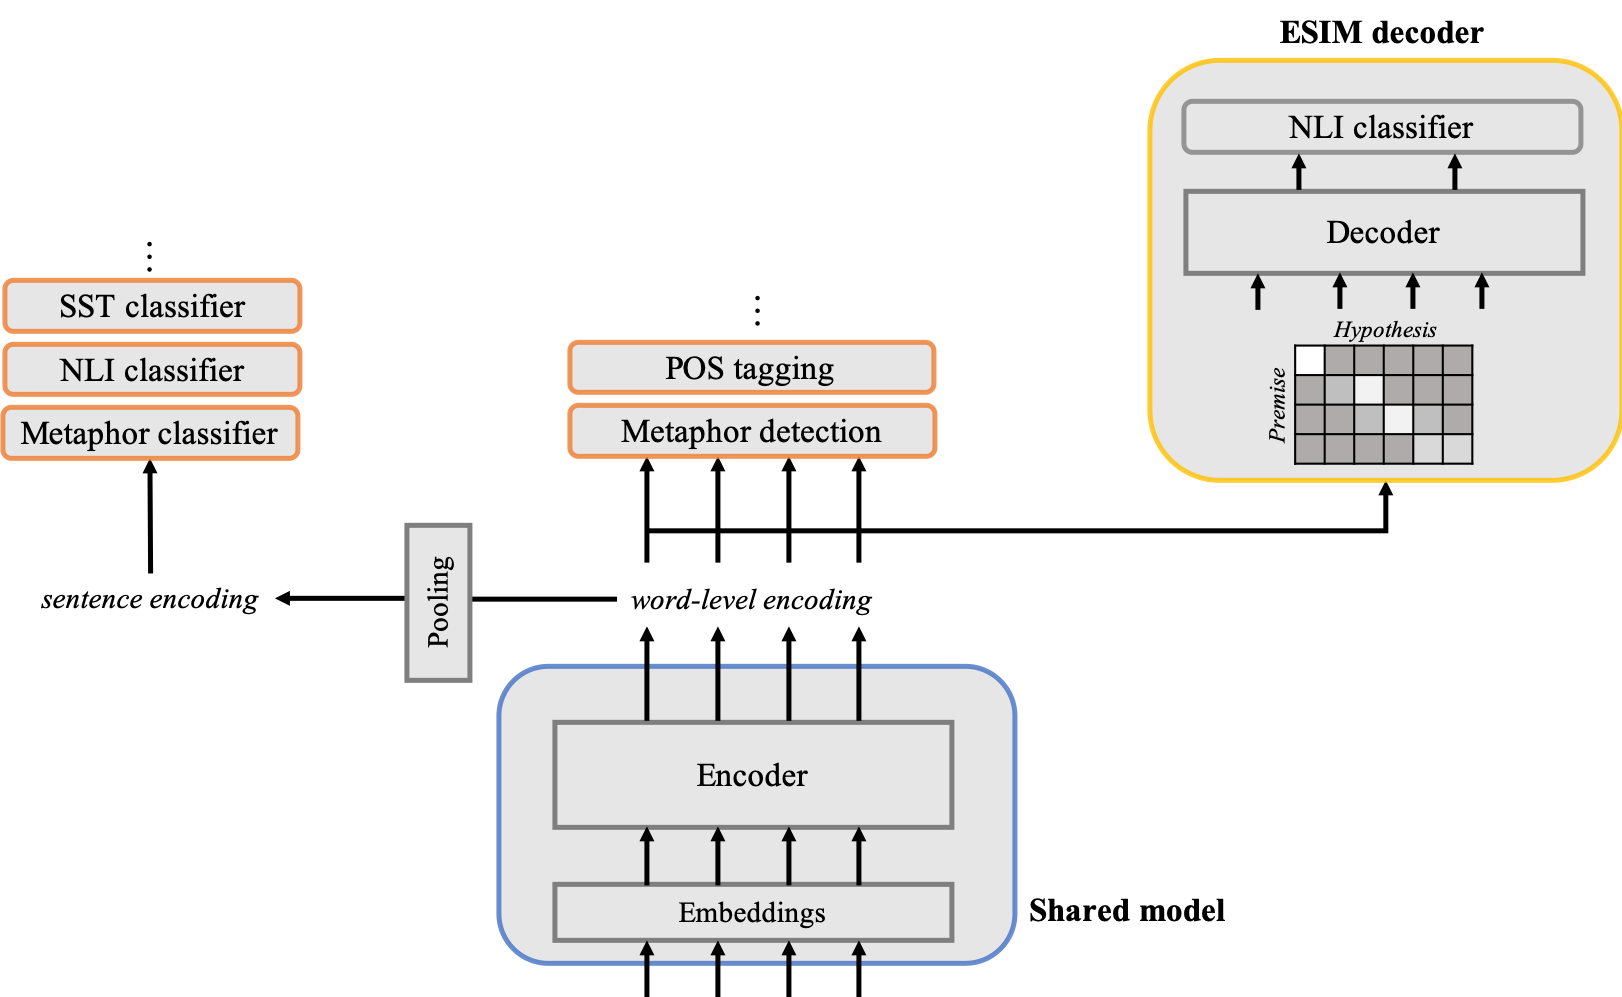 ESIM decoder
NLI classifier
Decoder
Hypothesis
Premise
⋮
SST classifier
NLI classifier
Metaphor classifier
⋮
POS tagging
Metaphor detection
sentence encoding
Pooling
word-level encoding
Encoder
Embeddings
Shared model